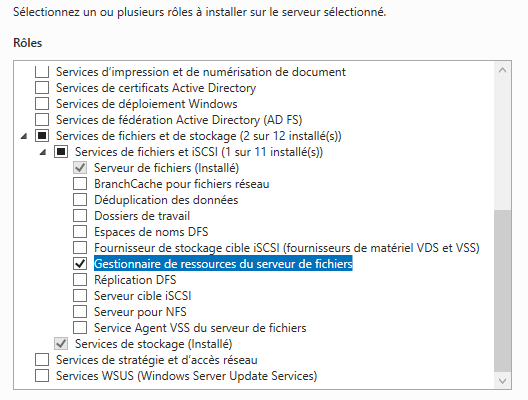 Sélectionnez un ou plusieurs rôles à installer sur le serveur sélectionné.
Rôles
Services d'impression et de numérisation de document
Services de certificats Active Directory
Services de déploiement Windows
Services de fédération Active Directory (AD FS)
Services de fichiers et de stockage (2 sur 12 installé(s))
Services de fichiers et iSCSI (1 sur 11 installé(s))
Serveur de fichiers (Installé)
BranchCache pour fichiers réseau
Déduplication des données
Dossiers de travail
Espaces de noms DFS
Fournisseur de stockage cible iSCSI (fournisseurs de matériel VDS et VSS)
Gestionnaire de ressources du serveur de fichiers
Réplication DFS
Serveur cible iSCSI
Serveur pour NFS
Service Agent VSS du serveur de fichiers
Services de stockage (Installé)
Services de stratégie et d'accès réseau
Services WSUS (Windows Server Update Services)